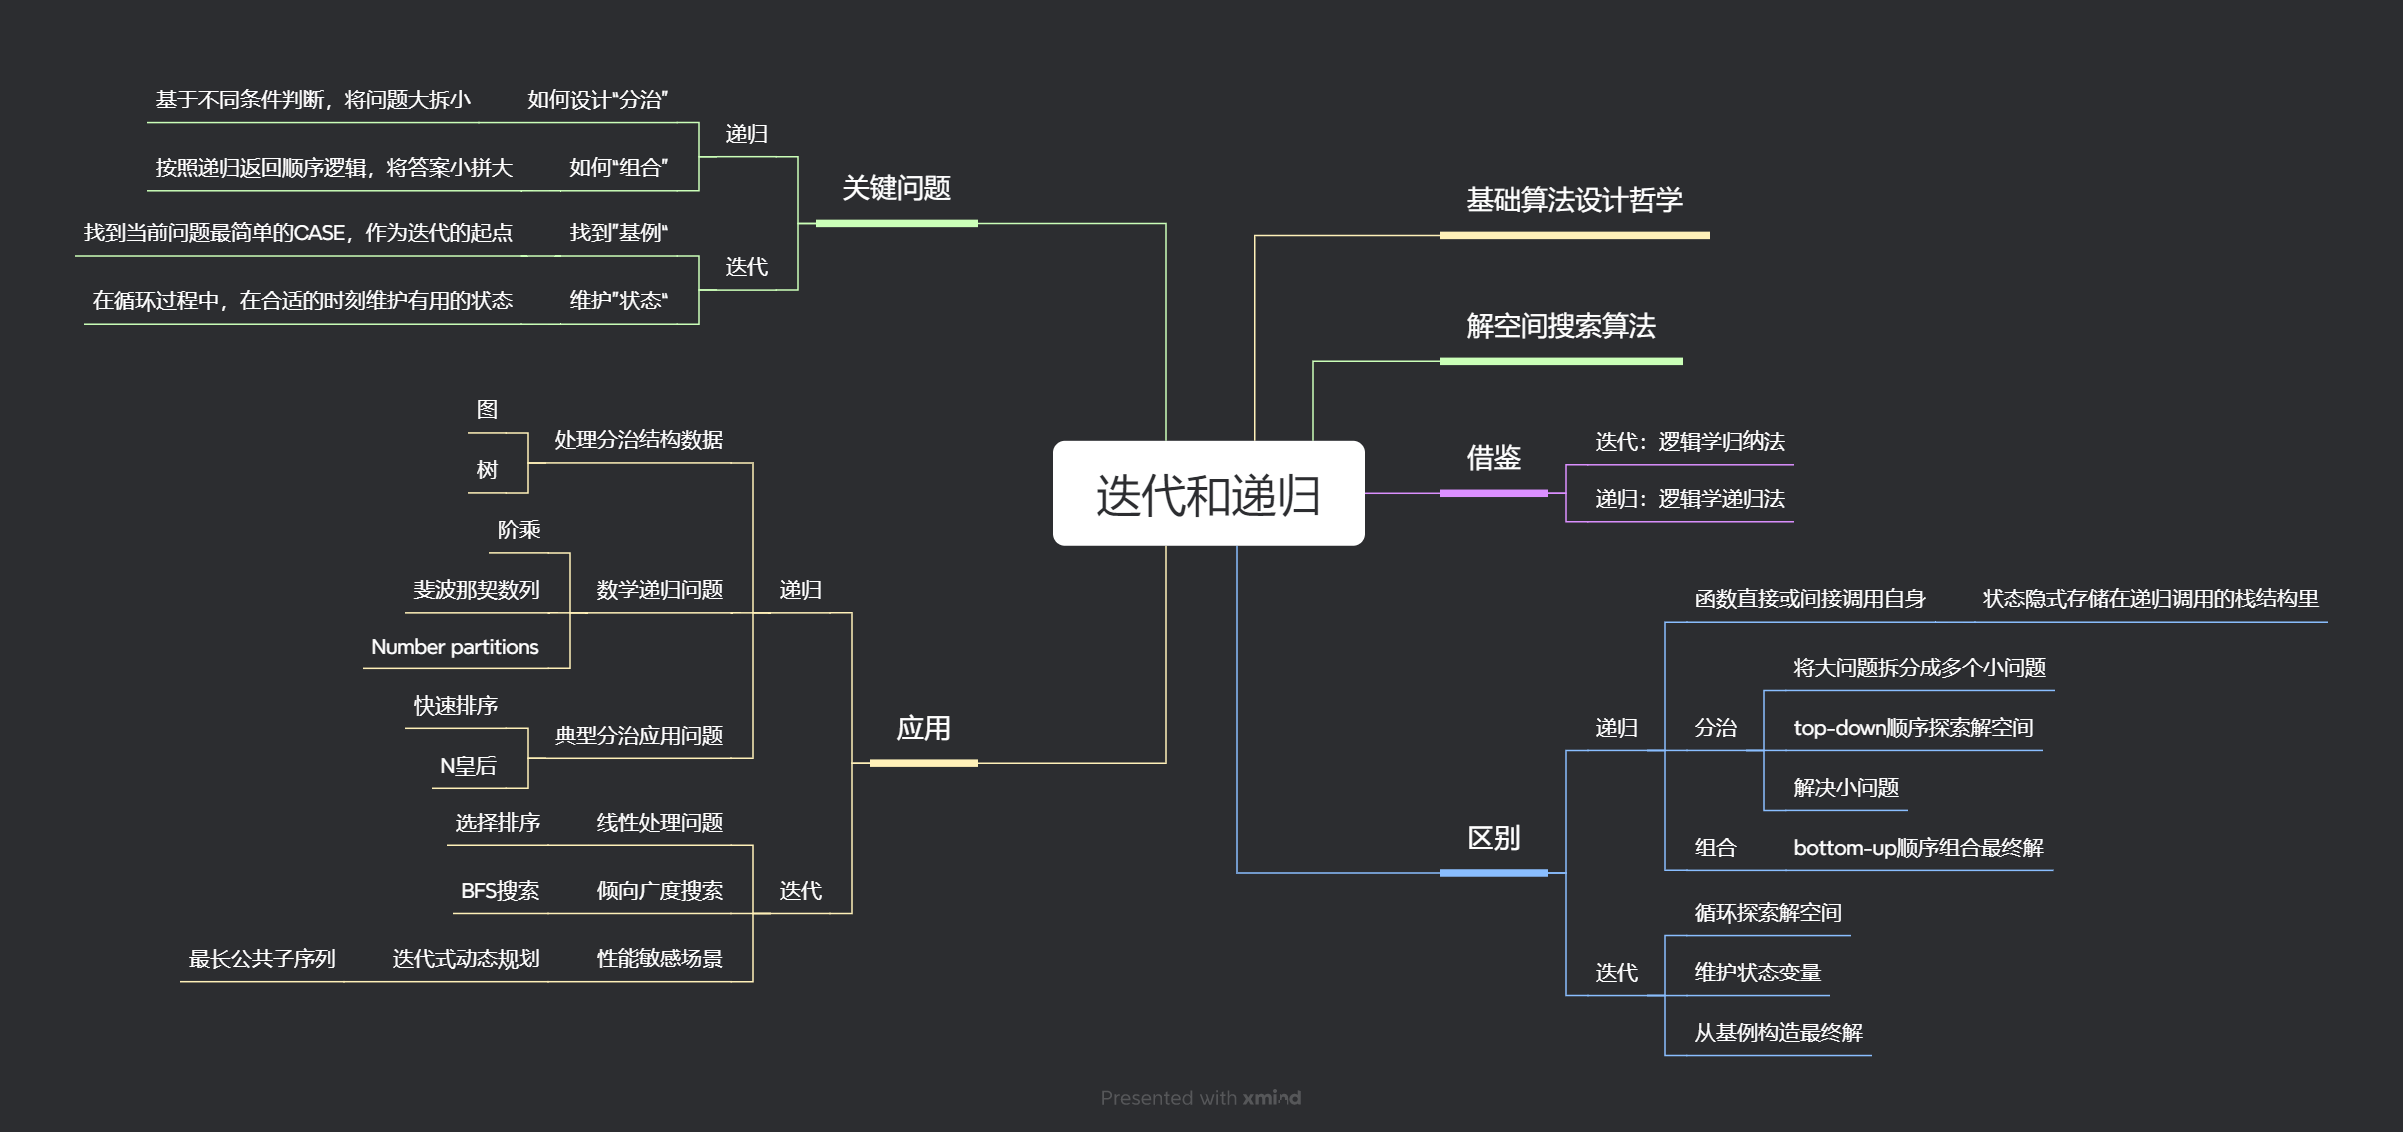 迭代和递归
基础算法设计哲学
解空间搜索算法
借鉴
迭代：逻辑学归纳法
递归：逻辑学递归法
区别
递归
函数直接或间接调用自身
状态隐式存储在递归调用的栈结构里
分治
将大问题拆分成多个小问题
top-down顺序探索解空间
解决小问题
组合
bottom-up顺序组合最终解
迭代
循环探索解空间
维护状态变量
从基例构造最终解
关键问题
递归
如何设计“分治”
基于不同条件判断，将问题大拆小
如何“组合”
按照递归返回顺序逻辑，将答案小拼大
迭代
找到”基例“
找到当前问题最简单的CASE，作为迭代的起点
维护”状态“
在循环过程中，在合适的时刻维护有用的状态
应用
递归
处理分治结构数据
图
树
数学递归问题
阶乘
斐波那契数列
Number partitions
典型分治应用问题
快速排序
N皇后
迭代
线性处理问题
选择排序
倾向广度搜索
BFS搜索
性能敏感场景
迭代式动态规划
最长公共子序列
Presented with xmind